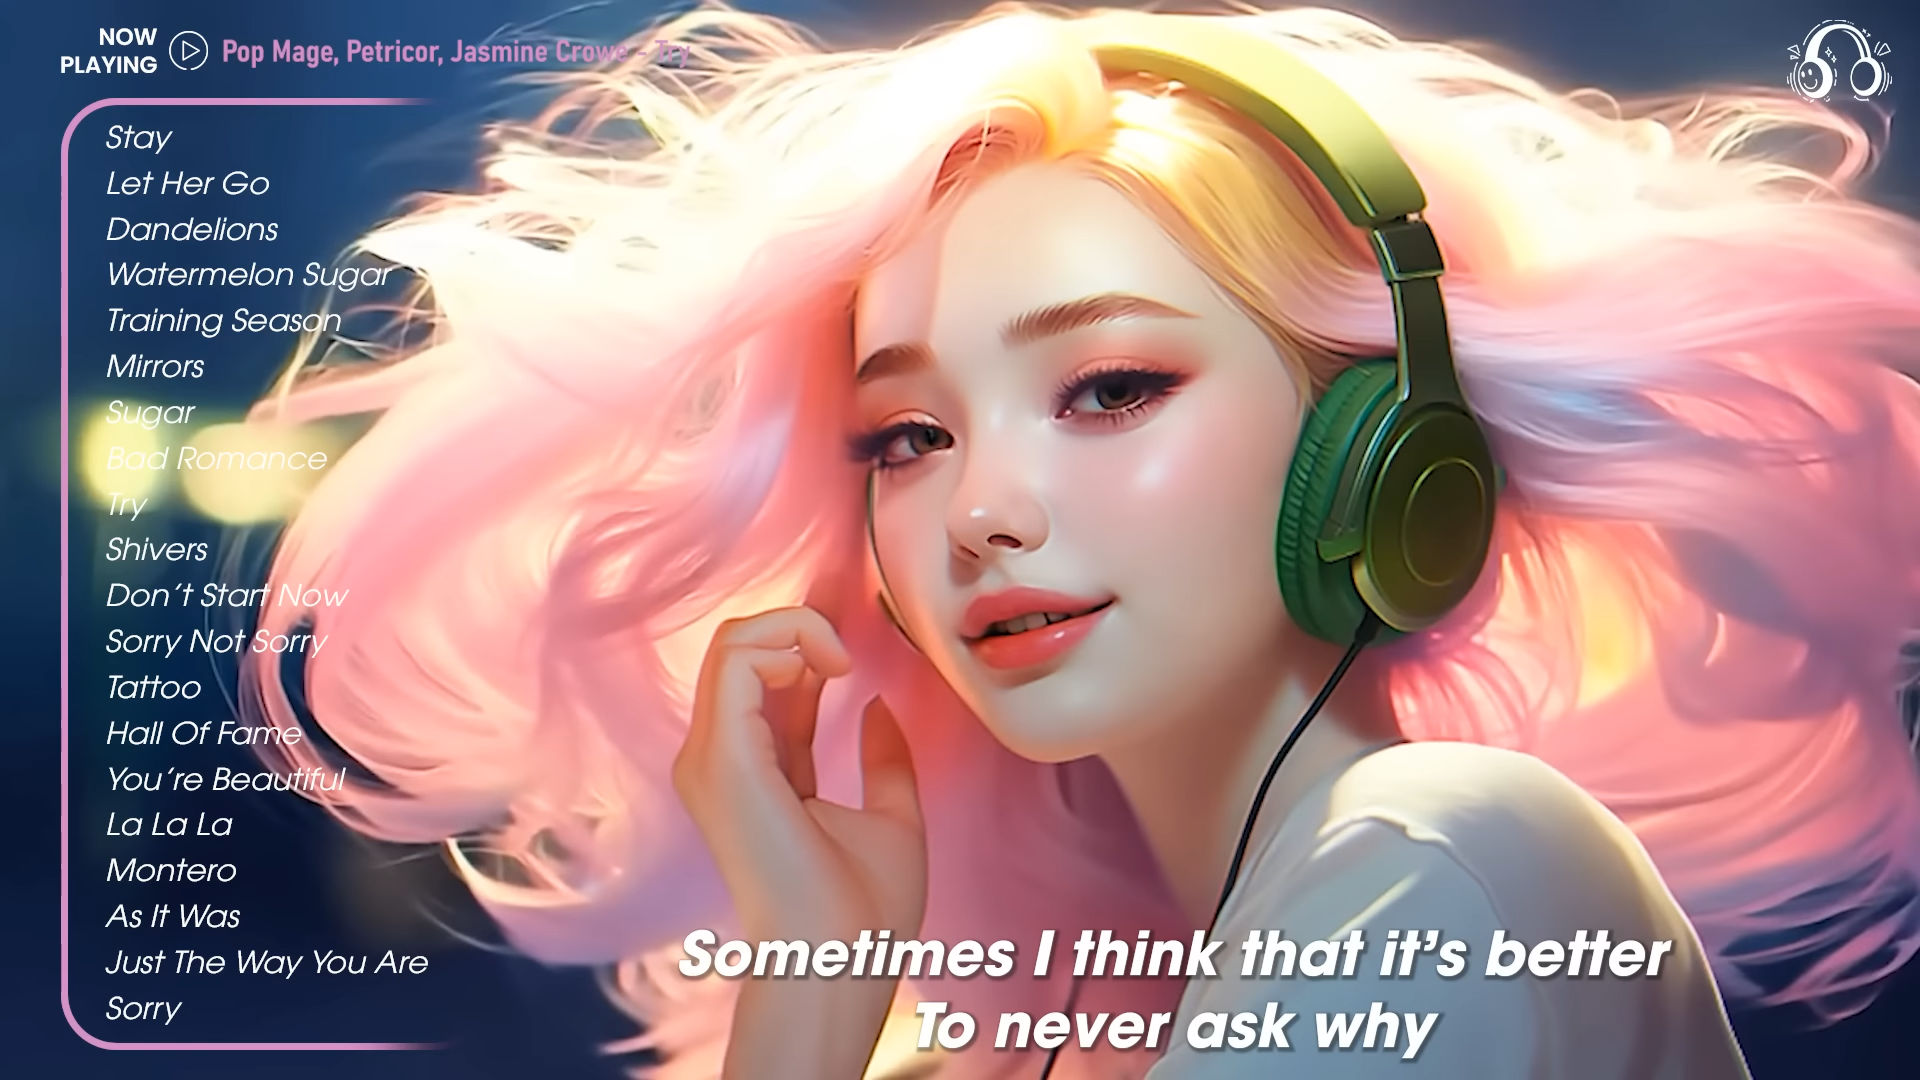 NOW
PLAYING
Pop Mage, Petricor, Jasmine Crowe - Try
Stay
Let Her Go
Dandelions
Watermelon Sugar
Training Season
Mirrors
Sugar
Bad Romance
Try
Shivers
Don't Start Now
Sorry Not Sorry
Tattoo
Hall Of Fame
You're Beautiful
La La La
Montero
As It Was
Just The Way You Are
Sorry
Sometimes I think that it's better
To never ask why